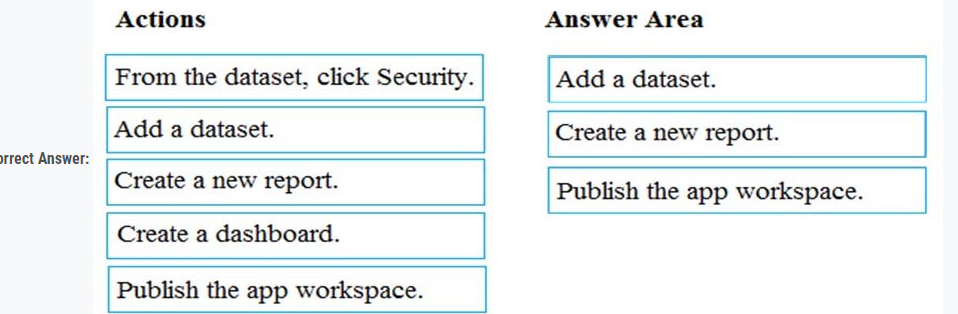 Actions
From the dataset, click Security.
Add a dataset.
Create a new report.
Create a dashboard.
Publish the app workspace.
Answer Area
Add a dataset.
Create a new report.
Publish the app workspace.
orrect Answer: